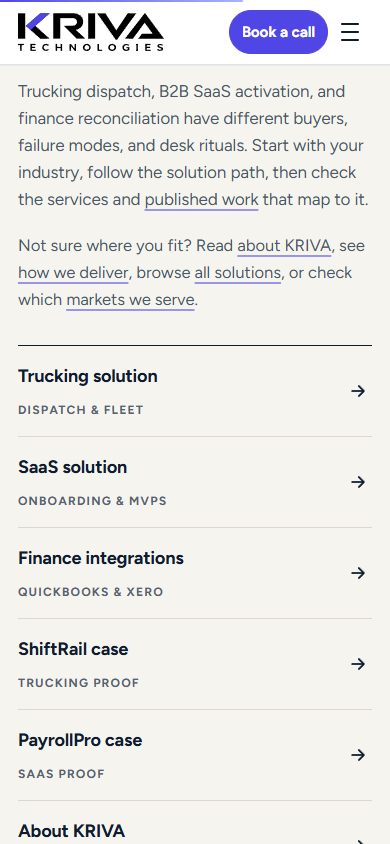 KRIVA
TECHNOLOGIES
Book a call
Trucking dispatch, B2B SaaS activation, and
finance reconciliation have different buyers,
failure modes, and desk rituals. Start with your
industry, follow the solution path, then check
the services and published work that map to it.
Not sure where you fit? Read about KRIVA, see
how we deliver, browse all solutions, or check
which markets we serve.
Trucking solution
DISPATCH & FLEET
SaaS solution
ONBOARDING & MVPS
Finance integrations
QUICKBOOKS & XERO
ShiftRail case
TRUCKING PROOF
PayrollPro case
SAAS PROOF
About KRIVA